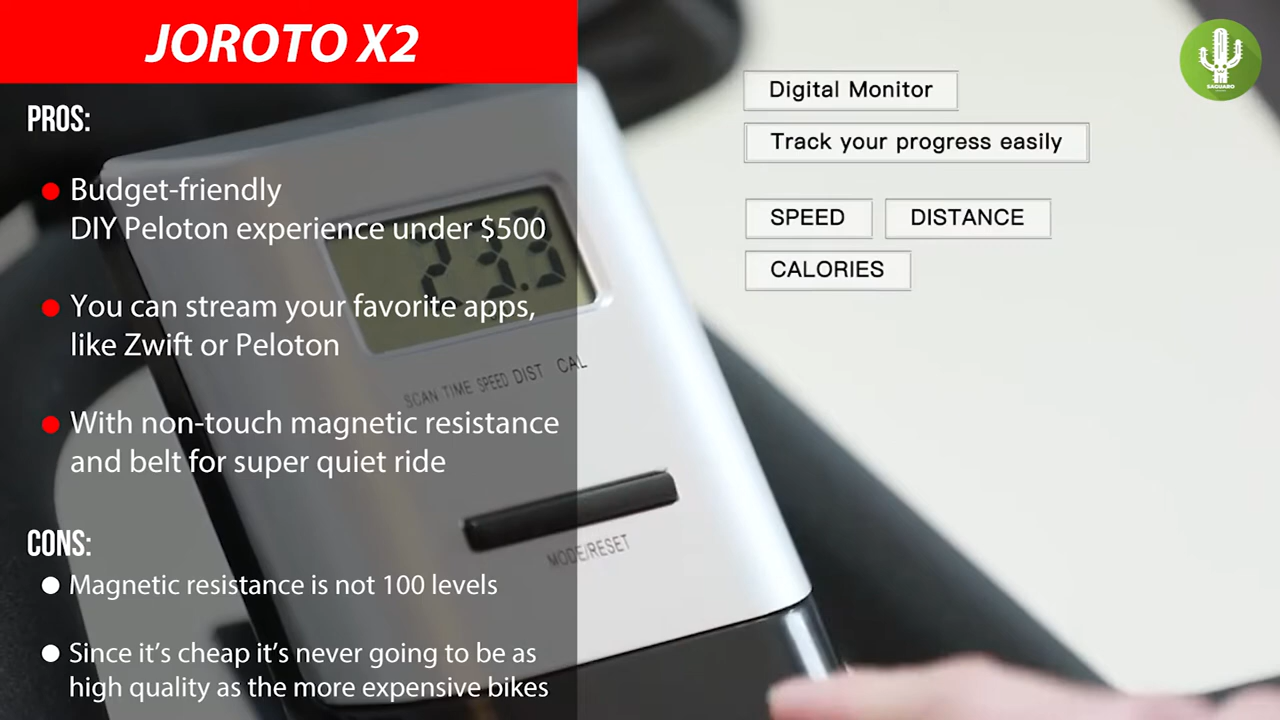 JOROTO X2
PROS:
Budget-friendly
DIY Peloton experience under $500
You can stream your favorite apps,
like Zwift or Peloton
With non-touch magnetic resistance
and belt for super quiet ride
CONS:
Magnetic resistance is not 100 levels
Since it's cheap it's never going to be as
high quality as the more expensive bikes
23.3
SCAN TIME SPEED DIST CAL
MODE/RESET
Digital Monitor
Track your progress easily
SPEED DISTANCE
CALORIES
SAGUARO